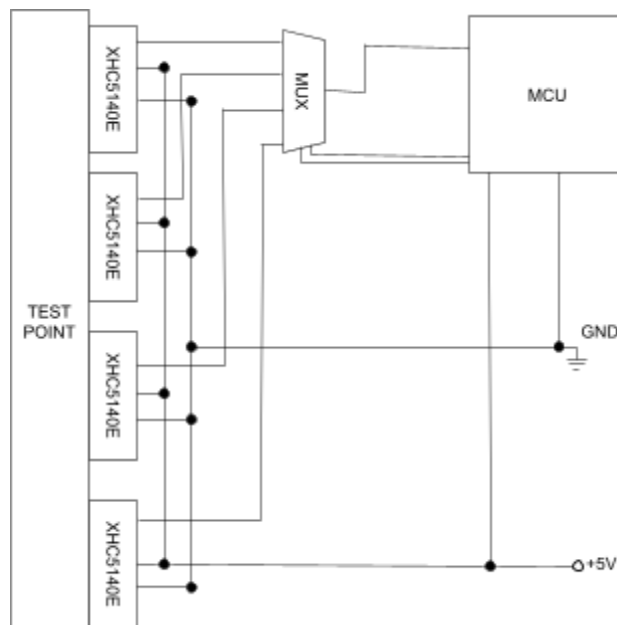 XHC5140E
MUX
MCU
XHC5140E
TEST
POINT
XHC5140E
GND
XHC5140E
+5V